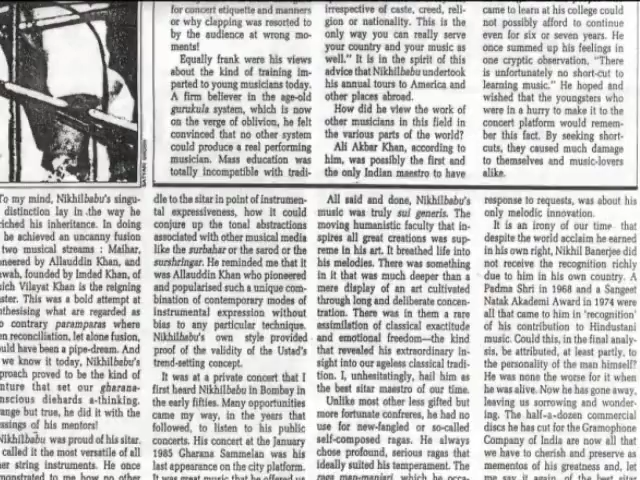 for concert etiquette and manners
or why clapping was resorted to
by the audience at wrong mo-
ments!
Equally frank were his views
about the kind of training im-
parted to young musicians today.
A firm believer in the age-old
gurukula system, which is now
on the verge of oblivion, he felt
convinced that no other system
could produce a real performing
musician. Mass education was
totally incompatible with tradi-
irrespective of caste, creed, reli-
gion or nationality. This is the
only way you can really serve
your country and your music as
well." It is in the spirit of this
advice that Nikhilbabu undertook
his annual tours to America and
other places abroad.
How did he view the work of
other musicians in this field in
the various parts of the world?
Ali Akbar Khan, according to
him, was possibly the first and
the only Indian maestro to have
came to learn at his college could
not possibly afford to continue
even for six or seven years. He
once summed up his feelings in
one cryptic observation, "There
is unfortunately no short-cut to
learning music." He hoped and
wished that the youngsters who
were in a hurry to make it to the
concert platform would remem-
ber this fact. By seeking short-
cuts, they caused much damage
to themselves and music-lovers
alike.
To my mind, Nikhilbabu's singu-
distinction lay in the way he
riched his inheritance. In doing
he achieved an uncanny fusion
two musical streams : Maihar,
oneered by Allauddin Khan, and
wah, founded by Imdad Khan, of
ich Vilayat Khan is the reigning
ster. This was a bold attempt at
thesising what are regarded as
o contrary paramparas where
en reconciliation, let alone fusion,
uld have been a pipe-dream. And
we know it today, Nikhilbabu's
proach proved to be the kind of
nture that set our gharana-
nscious diehards a-thinking.
ange but true, he did it with the
ssings of his mentors!
Nikhilbabu was proud of his sitar.
called it the most versatile of all
er string instruments. He once
monstrated to me how no other
dle to the sitar in point of instrumen-
tal expressiveness, how it could
conjure up the tonal abstractions
associated with other musical media
like the surbahar or the sarod or the
surshringar. He reminded me that it
was Allauddin Khan who pioneered
and popularised such a unique com-
bination of contemporary modes of
instrumental expression without
bias to any particular technique.
Nikhilbabu's own style provided
proof of the validity of the Ustad's
trend-setting concept.
It was at a private concert that I
first heard Nikhilbabu in Bombay in
the early fifties. Many opportunities
came my way, in the years that
followed, to listen to his public
concerts. His concert at the January
1985 Gharana Sammelan was his
last appearance on the city platform.
It was great music that he offered us
All said and done, Nikhilbabu's
music was truly sui generis. The
moving humanistic faculty that in-
spires all great creations was sup-
reme in his art. It breathed life into
his melodies. There was something
in it that was much deeper than a
mere display of an art cultivated
through long and deliberate concen-
tration. There was in them a rare
assimilation of classical exactitude
and emotional freedom—the kind
that revealed his extraordinary in-
sight into our ageless classical tradi-
tion. I, unhesitatingly, hail him as
the best sitar maestro of our time.
Unlike most other less gifted but
more fortunate confreres, he had no
use for new-fangled or so-called
self-composed ragas. He always
chose profound, serious ragas that
ideally suited his temperament. The
raga man-manjari, which he occa-
response to requests, was about his
only melodic innovation.
It is an irony of our time that
despite the world acclaim he earned
in his own right, Nikhil Banerjee did
not receive the recognition richly
due to him in his own country. A
Padma Shri in 1968 and a Sangeet
Natak Akademi Award in 1974 were
all that came to him in 'recognition'
of his contribution to Hindustani
music. Could this, in the final analy-
sis, be attributed, at least partly, to
the personality of the man himself?
He was none the worse for it when
he was alive. Now he has gone away,
leaving us sorrowing and wonder-
ing. The half-a-dozen commercial
discs he has cut for the Gramophone
Company of India are now all that
we have to cherish and preserve as
mementos of his greatness and, let
me say it again, of the best sitar